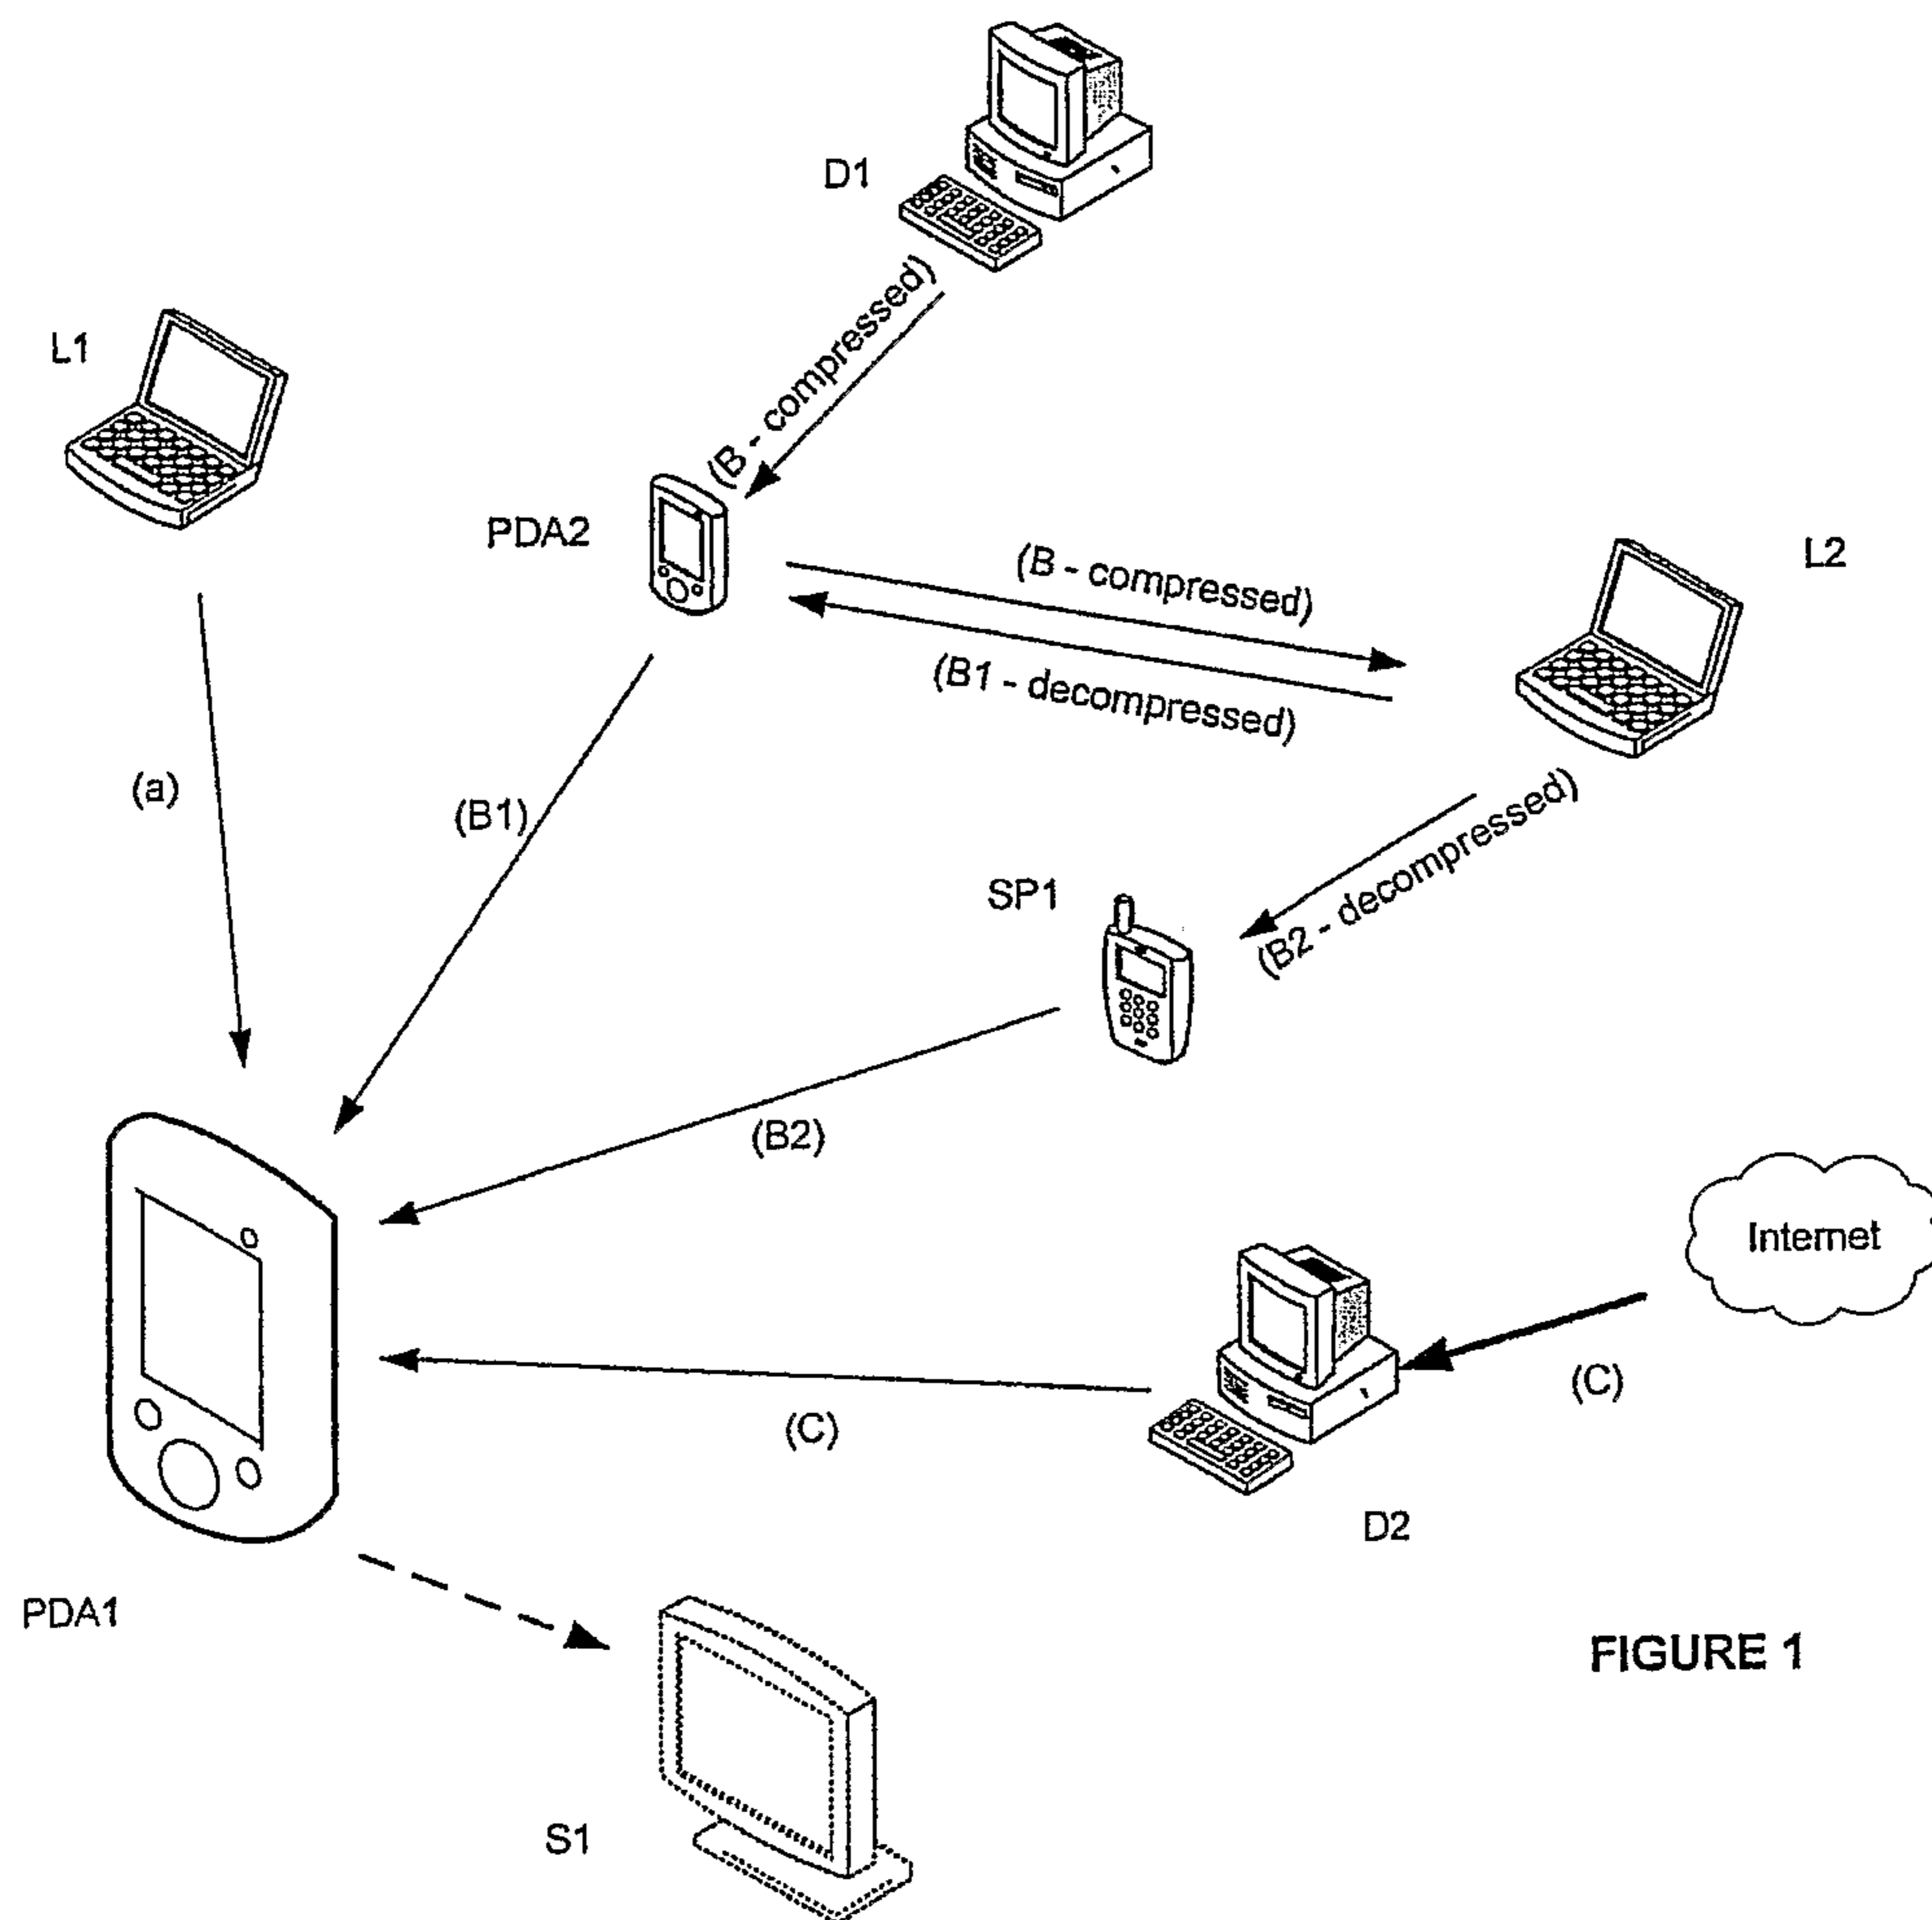 D1
L1
(B - compressed)
PDA2
(B - compressed)
L2
(B1 - decompressed)
(a)
(B1)
(B2 - decompressed)
SP1
(B2)
Internet
(C)
(C)
D2
PDA1
FIGURE 1
S1